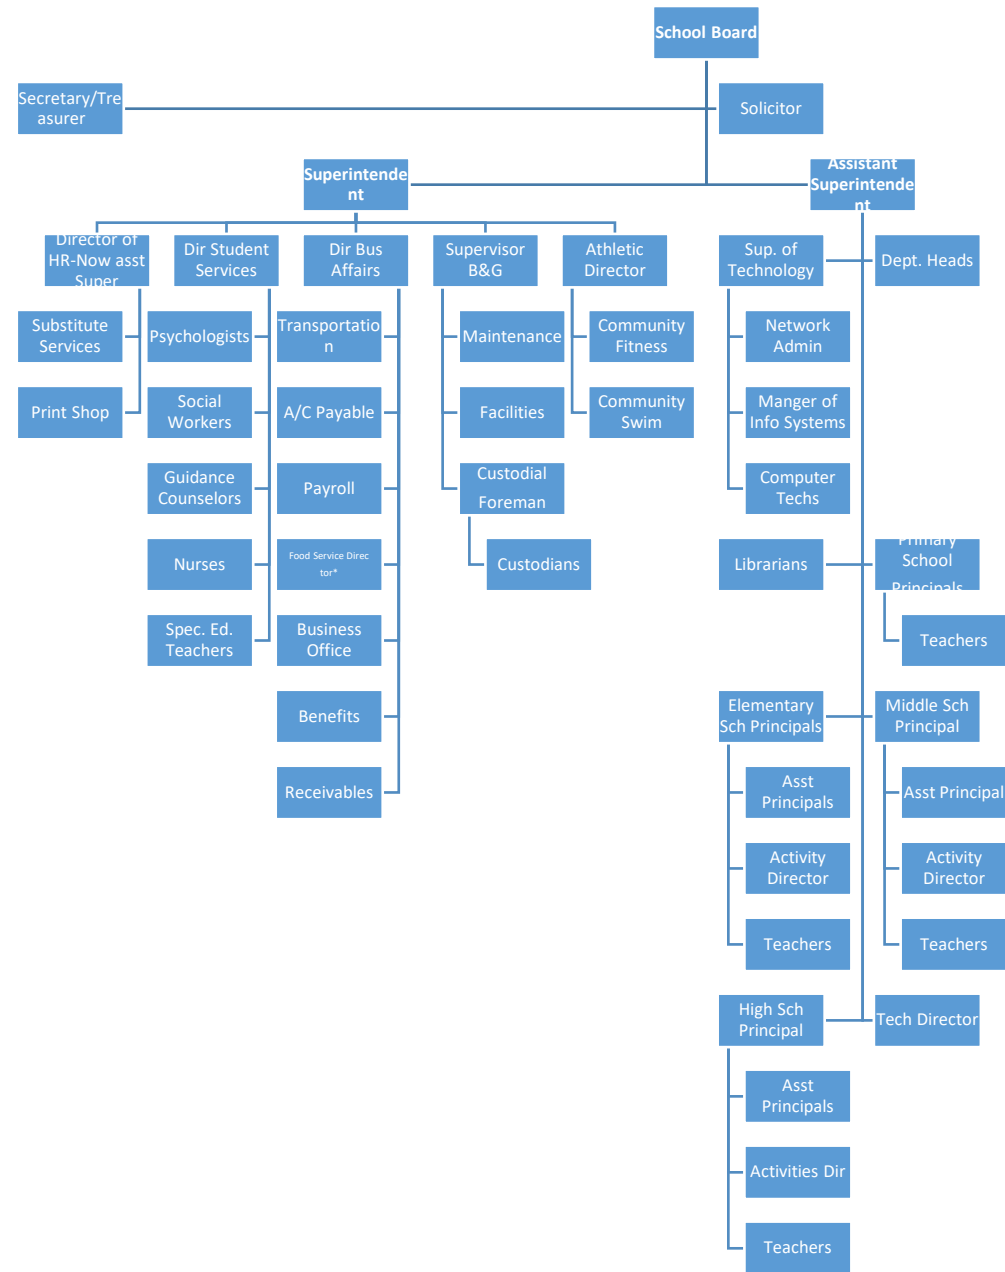 School Board
Secretary/Tre
asurer
Solicitor
Superintende
nt
Assistant
Superintende
nt
Director of
HR-Now asst
Super
Dir Student
Services
Dir Bus
Affairs
Supervisor
B&G
Athletic
Director
Sup. of
Technology
Dept. Heads
Substitute
Services
Psychologists
Transportatio
n
Maintenance
Community
Fitness
Network
Admin
Print Shop
Social
Workers
A/C Payable
Facilities
Community
Swim
Manger of
Info Systems
Guidance
Counselors
Payroll
Custodial
Foreman
Computer
Techs
Nurses
Food Service Direc
tor*
Custodians
Librarians
Primary
School
Principals
Spec. Ed.
Teachers
Business
Office
Teachers
Benefits
Elementary
Sch Principals
Middle Sch
Principal
Receivables
Asst
Principals
Asst Principal
Activity
Director
Activity
Director
Teachers
Teachers
High Sch
Principal
Tech Director
Asst
Principals
Activities Dir
Teachers